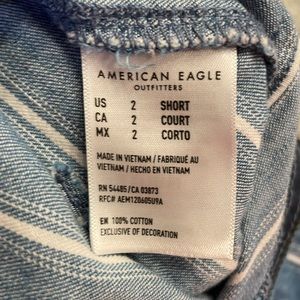 AMERICAN EAGLE
OUTFITTERS
US 2 SHORT
CA 2 COURT
MX 2 CORTO
MADE IN VIETNAM / FABRIQUÉ AU
VIETNAM / HECHO EN VIETNAM
RN 54485/CA 03873
RFC# AEM120605U9A
EN 100% COTTON
EXCLUSIVE OF DECORATION